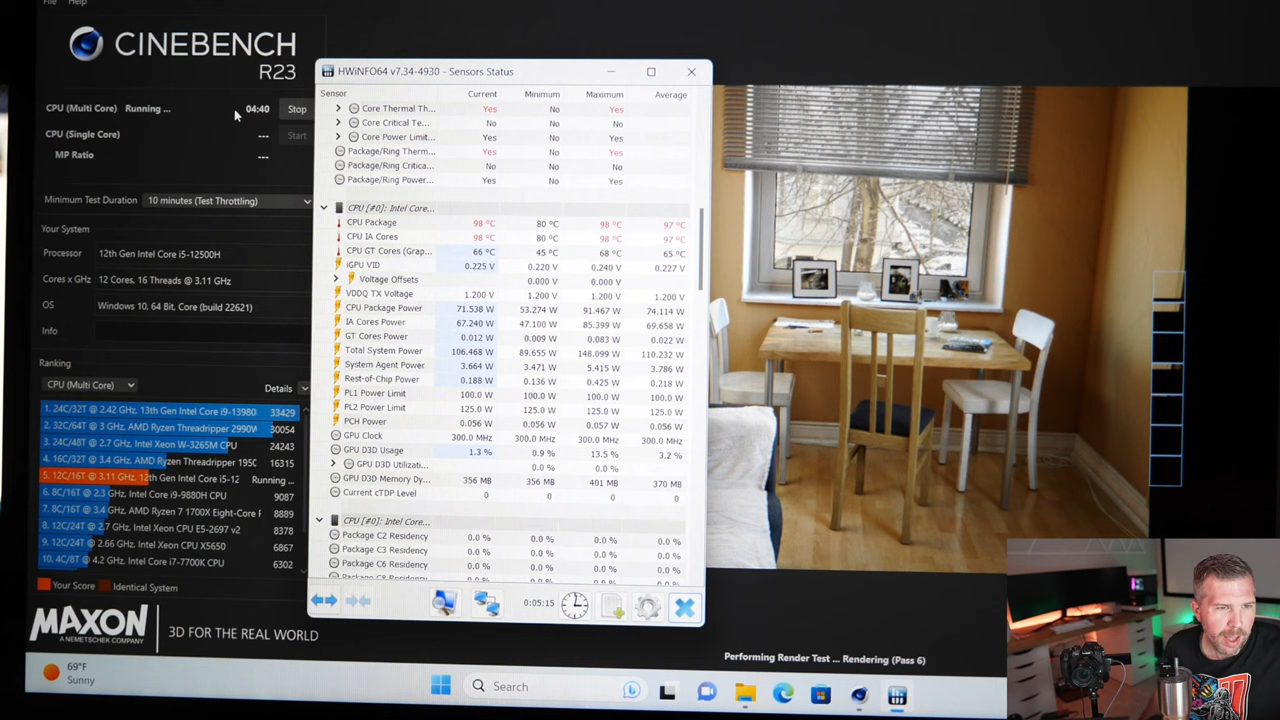 File Help
CINEBENCH
R23
CPU (Multi Core) Running ... 04:40 Stop
CPU (Single Core) --- Start
MP Ratio ---
Minimum Test Duration 10 minutes (Test Throttling)
Your System
Processor 12th Gen Intel Core i5-12500H
Cores x GHz 12 Cores, 16 Threads @ 3.11 GHz
OS Windows 10, 64 Bit, Core (build 22621)
Info
Ranking
CPU (Multi Core) Details
1. 24C/32T @ 2.42 GHz, 13th Gen Intel Core i9-13980 33429
2. 32C/64T @ 3 GHz, AMD Ryzen Threadripper 2990W 30054
3. 24C/48T @ 2.7 GHz, Intel Xeon W-3265M CPU 24243
4. 16C/32T @ 3.4 GHz, AMD Ryzen Threadripper 195 16315
5. 12C/16T @ 3.11 GHz, 12th Gen Intel Core i5-12 Running...
6. 8C/16T @ 2.3 GHz, Intel Core i9-9880H CPU 9087
7. 8C/16T @ 3.4 GHz, AMD Ryzen 7 1700X Eight-Core 8889
8. 12C/24T @ 2.7 GHz, Intel Xeon CPU E5-2697 v2 8378
9. 12C/24T @ 2.66 GHz, Intel Xeon CPU X5650 6867
10. 4C/8T @ 4.2 GHz, Intel Core i7-7700K CPU 6302
Your Score Identical System
MAXON
A NEMETSCHEK COMPANY
3D FOR THE REAL WORLD
HWiNFO64 v7.34-4930 - Sensors Status
Sensor Current Minimum Maximum Average
Core Thermal Th... Yes No Yes
Core Critical Te... No No No
Core Power Limit... Yes No Yes
Package/Ring Therm... Yes No Yes
Package/Ring Critica... No No No
Package/Ring Power... Yes No Yes
CPU [#0]: Intel Core...
CPU Package 98 °C 80 °C 98 °C 97 °C
CPU IA Cores 98 °C 80 °C 98 °C 97 °C
CPU GT Cores (Grap... 66 °C 45 °C 68 °C 65 °C
iGPU VID 0.225 V 0.220 V 0.240 V 0.227 V
Voltage Offsets 0.000 V 0.000 V
VDDQ TX Voltage 1.200 V 1.200 V 1.200 V 1.200 V
CPU Package Power 71.538 W 53.274 W 91.467 W 74.114 W
IA Cores Power 67.240 W 47.100 W 85.399 W 69.658 W
GT Cores Power 0.012 W 0.009 W 0.083 W 0.022 W
Total System Power 106.468 W 89.655 W 148.099 W 110.232 W
System Agent Power 3.664 W 3.471 W 5.415 W 3.786 W
Rest-of-Chip Power 0.188 W 0.136 W 0.425 W 0.218 W
PL1 Power Limit 100.0 W 100.0 W 100.0 W 100.0 W
PL2 Power Limit 125.0 W 125.0 W 125.0 W 125.0 W
PCH Power 0.056 W 0.056 W 0.057 W 0.056 W
GPU Clock 300.0 MHz 300.0 MHz 300.0 MHz 300.0 MHz
GPU D3D Usage 1.3 % 0.9 % 13.5 % 3.2 %
GPU D3D Utilizati... 0.0 % 0.0 %
GPU D3D Memory Dy... 356 MB 356 MB 401 MB 370 MB
Current cTDP Level 0 0 0 0
CPU [#0]: Intel Core...
Package C2 Residency 0.0 % 0.0 % 0.0 % 0.0 %
Package C3 Residency 0.0 % 0.0 % 0.0 % 0.0 %
Package C6 Residency 0.0 % 0.0 % 0.0 % 0.0 %
Package C8 Residency 0.0 % 0.0 % 0.0 % 0.0 %
0:05:15
Performing Render Test ... Rendering (Pass 6)
69°F
Sunny
Search